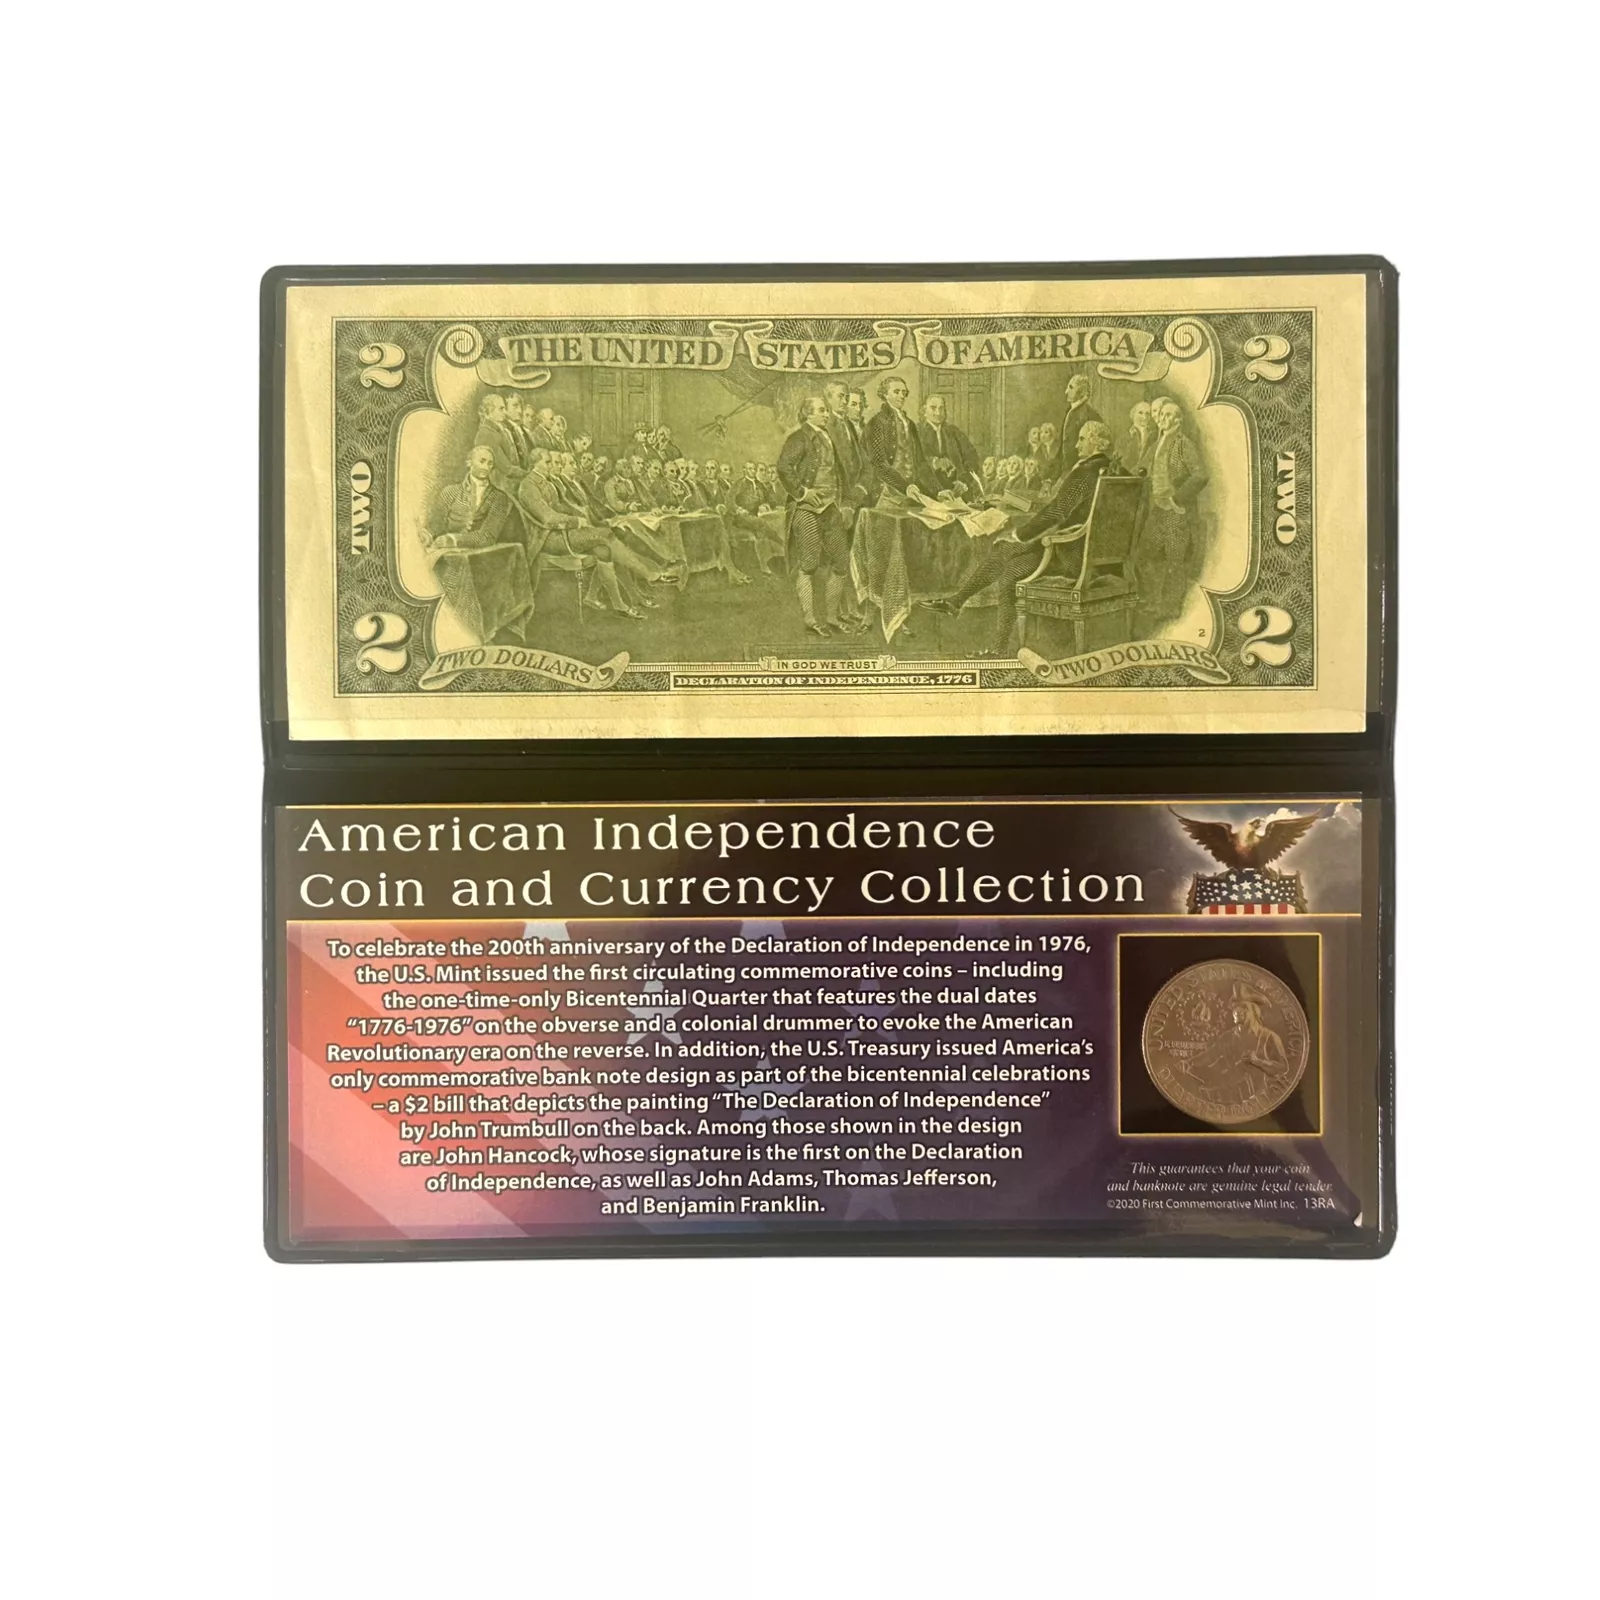 THE UNITED STATES OF AMERICA
2
2
TWO
TWO
2
2
2
TWO DOLLARS
IN GOD WE TRUST
TWO DOLLARS
DECLARATION OF INDEPENDENCE, 1776
American Independence
Coin and Currency Collection
To celebrate the 200th anniversary of the Declaration of Independence in 1976,
the U.S. Mint issued the first circulating commemorative coins – including
the one-time-only Bicentennial Quarter that features the dual dates
“1776-1976” on the obverse and a colonial drummer to evoke the American
Revolutionary era on the reverse. In addition, the U.S. Treasury issued America’s
only commemorative bank note design as part of the bicentennial celebrations
– a $2 bill that depicts the painting “The Declaration of Independence”
by John Trumbull on the back. Among those shown in the design
are John Hancock, whose signature is the first on the Declaration
of Independence, as well as John Adams, Thomas Jefferson,
and Benjamin Franklin.
UNITED STATES OF AMERICA
QUARTER DOLLAR
This guarantees that your coin
and banknote are genuine legal tender.
©2020 First Commemorative Mint Inc. 13RA